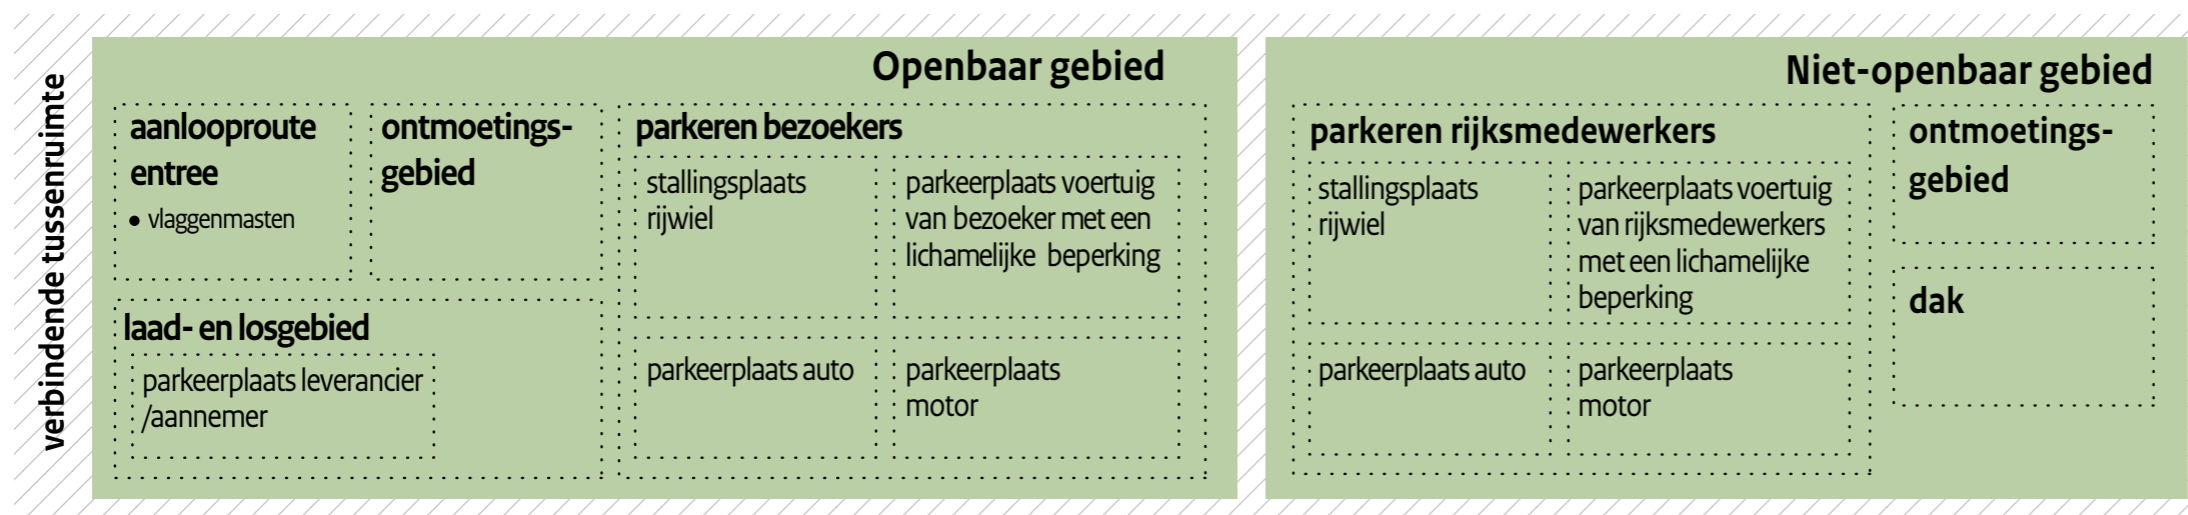 verbindende tussenruimte
Openbaar gebied
aanlooproute
entree
• vlaggenmasten
ontmoetings-
gebied
laad- en losgebied
parkeerplaats leverancier
/aannemer
parkeren bezoekers
stallingsplaats
rijwiel
parkeerplaats voertuig
van bezoeker met een
lichamelijke beperking
parkeerplaats auto
parkeerplaats
motor
Niet-openbaar gebied
parkeren rijksmedewerkers
stallingsplaats
rijwiel
parkeerplaats voertuig
van rijksmedewerkers
met een lichamelijke
beperking
parkeerplaats auto
parkeerplaats
motor
ontmoetings-
gebied
dak